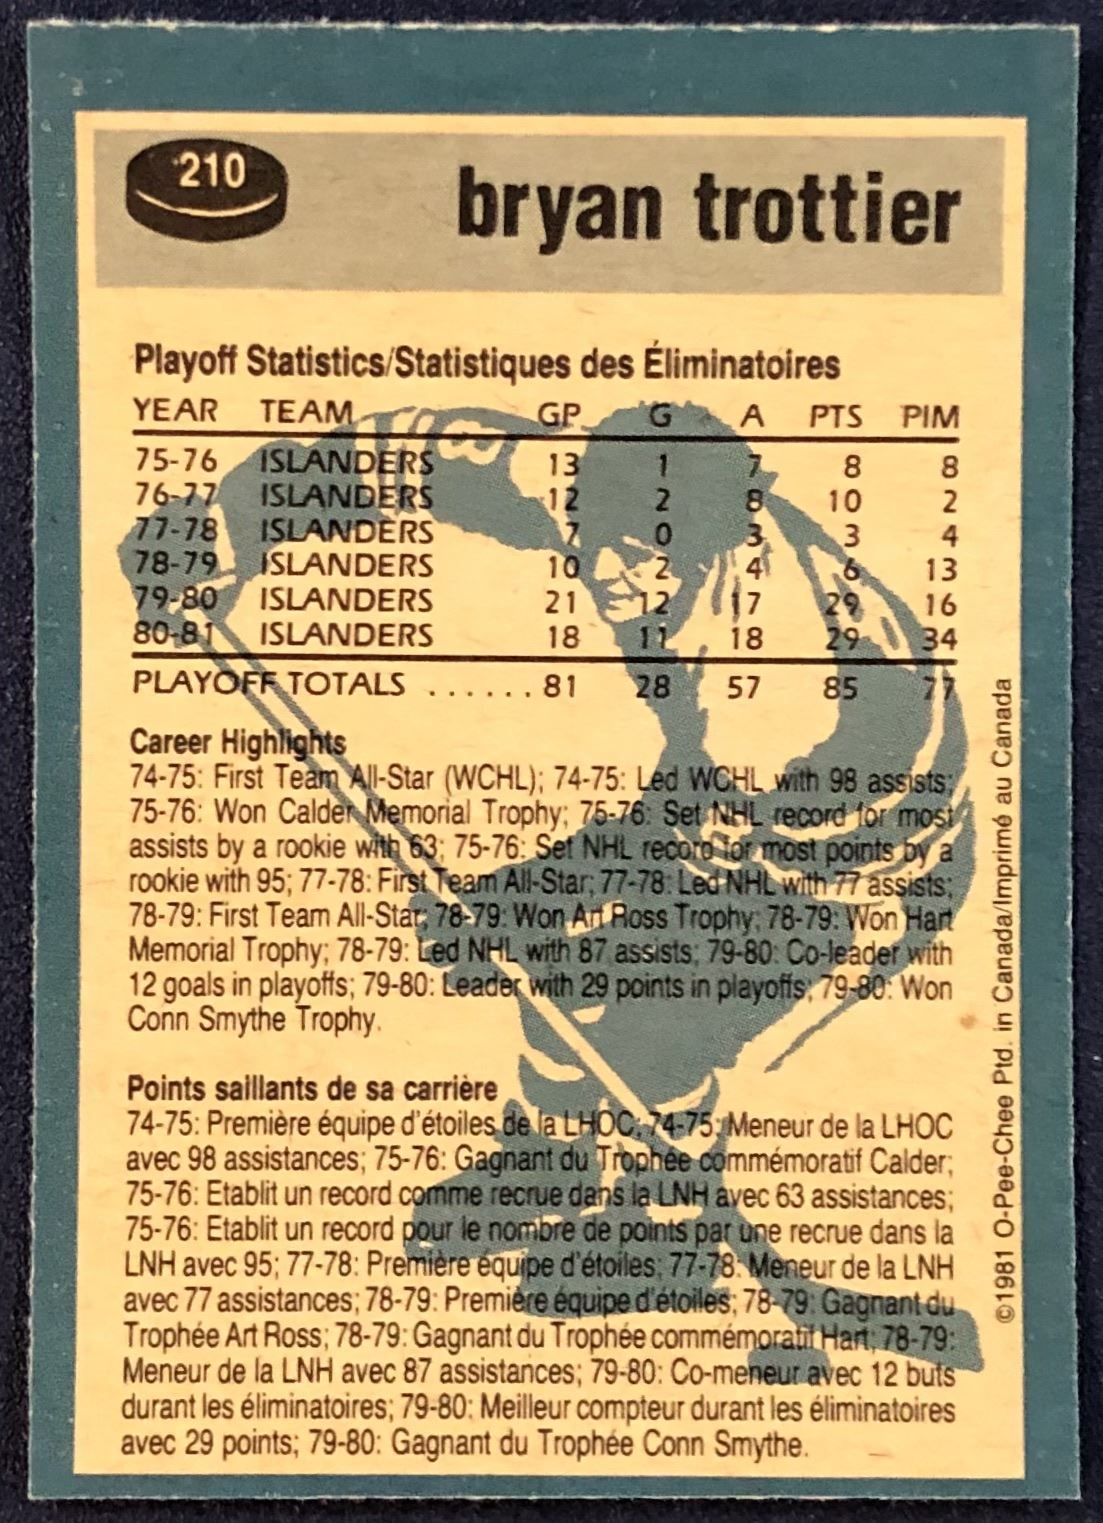 210
bryan trottier
Playoff Statistics/Statistiques des Éliminatoires
YEAR TEAM GP G A PTS PIM
75-76 ISLANDERS 13 1 7 8 8
76-77 ISLANDERS 12 2 8 10 2
77-78 ISLANDERS 7 0 3 3 4
78-79 ISLANDERS 10 2 4 6 13
79-80 ISLANDERS 21 12 17 29 16
80-81 ISLANDERS 18 11 18 29 34
PLAYOFF TOTALS ...... 81 28 57 85 77
Career Highlights
74-75: First Team All-Star (WCHL); 74-75: Led WCHL with 98 assists;
75-76: Won Calder Memorial Trophy; 75-76: Set NHL record for most
assists by a rookie with 63; 75-76: Set NHL record for most points by a
rookie with 95; 77-78: First Team All-Star; 77-78: Led NHL with 77 assists;
78-79: First Team All-Star; 78-79: Won Art Ross Trophy; 78-79: Won Hart
Memorial Trophy; 78-79: Led NHL with 87 assists; 79-80: Co-leader with
12 goals in playoffs; 79-80: Leader with 29 points in playoffs; 79-80: Won
Conn Smythe Trophy.
Points saillants de sa carrière
74-75: Première équipe d'étoiles de la LHOC; 74-75: Meneur de la LHOC
avec 98 assistances; 75-76: Gagnant du Trophée commémoratif Calder;
75-76: Etablit un record comme recrue dans la LNH avec 63 assistances;
75-76: Etablit un record pour le nombre de points par une recrue dans la
LNH avec 95; 77-78: Première équipe d'étoiles; 77-78: Meneur de la LNH
avec 77 assistances; 78-79: Première équipe d'étoiles; 78-79: Gagnant du
Trophée Art Ross; 78-79: Gagnant du Trophée commémoratif Hart; 78-79:
Meneur de la LNH avec 87 assistances; 79-80: Co-meneur avec 12 buts
durant les éliminatoires; 79-80: Meilleur compteur durant les éliminatoires
avec 29 points; 79-80: Gagnant du Trophée Conn Smythe.
©1981 O-Pee-Chee Ptd. in Canada/Imprimé au Canada